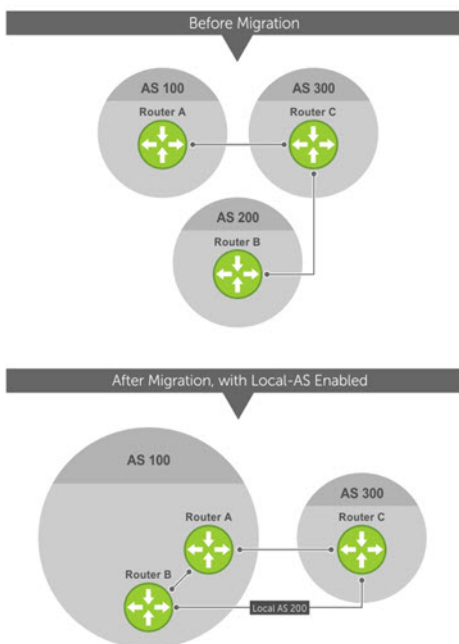 Before Migration
AS 100
AS 300
Router A
Router C
AS 200
Router B
After Migration, with Local-AS Enabled
AS 100
AS 300
Router A
Router C
Router B
Local AS 200